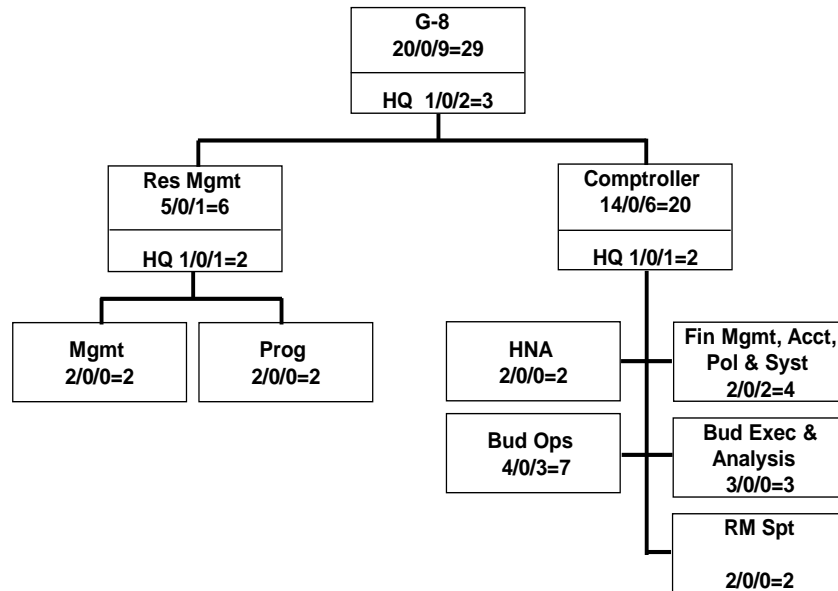 G-8
20/0/9=29
HQ 1/0/2=3
Res Mgmt
5/0/1=6
HQ 1/0/1=2
Comptroller
14/0/6=20
HQ 1/0/1=2
Mgmt
2/0/0=2
Prog
2/0/0=2
HNA
2/0/0=2
Fin Mgmt, Acct,
Pol & Syst
2/0/2=4
Bud Ops
4/0/3=7
Bud Exec &
Analysis
3/0/0=3
RM Spt
2/0/0=2